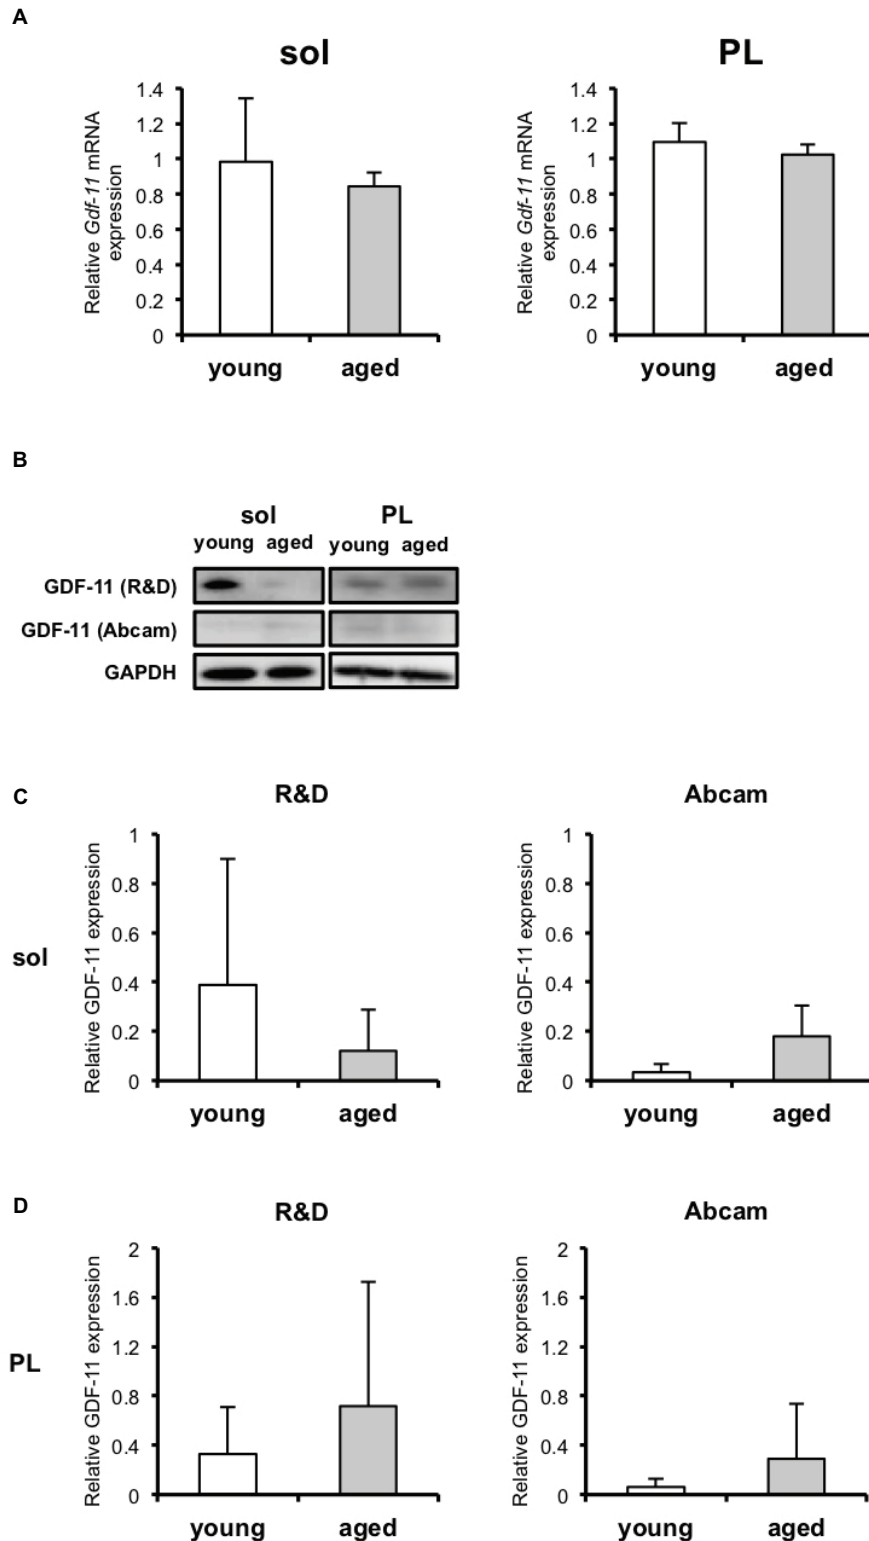 A
sol
PL
Relative Gdf-11 mRNA
expression
1.4
1.2
1
0.8
0.6
0.4
0.2
0
young aged
Relative Gdf-11 mRNA
expression
1.4
1.2
1
0.8
0.6
0.4
0.2
0
young aged
B
sol PL
young aged young aged
GDF-11 (R&D)
GDF-11 (Abcam)
GAPDH
C
R&D
Abcam
sol
Relative GDF-11 expression
1
0.8
0.6
0.4
0.2
0
young aged
Relative GDF-11 expression
1
0.8
0.6
0.4
0.2
0
young aged
D
R&D
Abcam
PL
Relative GDF-11 expression
2
1.6
1.2
0.8
0.4
0
young aged
Relative GDF-11 expression
2
1.6
1.2
0.8
0.4
0
young aged